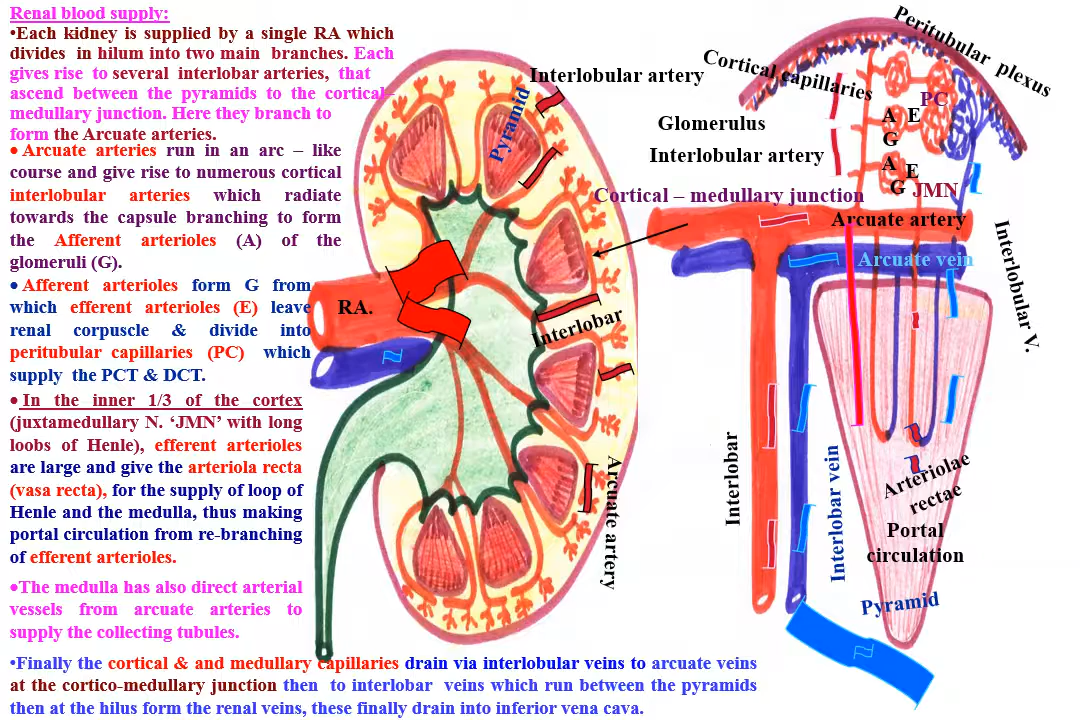 Renal blood supply:
•Each kidney is supplied by a single RA which
divides in hilum into two main branches. Each
gives rise to several interlobar arteries, that
ascend between the pyramids to the cortical–
medullary junction. Here they branch to
form the Arcuate arteries.
• Arcuate arteries run in an arc – like
course and give rise to numerous cortical
interlobular arteries which radiate
towards the capsule branching to form
the Afferent arterioles (A) of the
glomeruli (G).
• Afferent arterioles form G from
which efferent arterioles (E) leave
renal corpuscle & divide into
peritubular capillaries (PC) which
supply the PCT & DCT.
• In the inner 1/3 of the cortex
(juxtamedullary N. ‘JMN’ with long
loobs of Henle), efferent arterioles
are large and give the arteriola recta
(vasa recta), for the supply of loop of
Henle and the medulla, thus making
portal circulation from re-branching
of efferent arterioles.
•The medulla has also direct arterial
vessels from arcuate arteries to
supply the collecting tubules.
•Finally the cortical & and medullary capillaries drain via interlobular veins to arcuate veins
at the cortico-medullary junction then to interlobar veins which run between the pyramids
then at the hilus form the renal veins, these finally drain into inferior vena cava.
Pyramid
Interlobular artery
RA.
Interlobar
Arcuate artery
Peritubular plexus
Cortical capillaries
PC
Glomerulus
A E
G
Interlobular artery
A E
G JMN
Cortical – medullary junction
Arcuate artery
Arcuate vein
Interlobular V.
Interlobar
Interlobar vein
Arteriolae
rectae
Portal
circulation
Pyramid